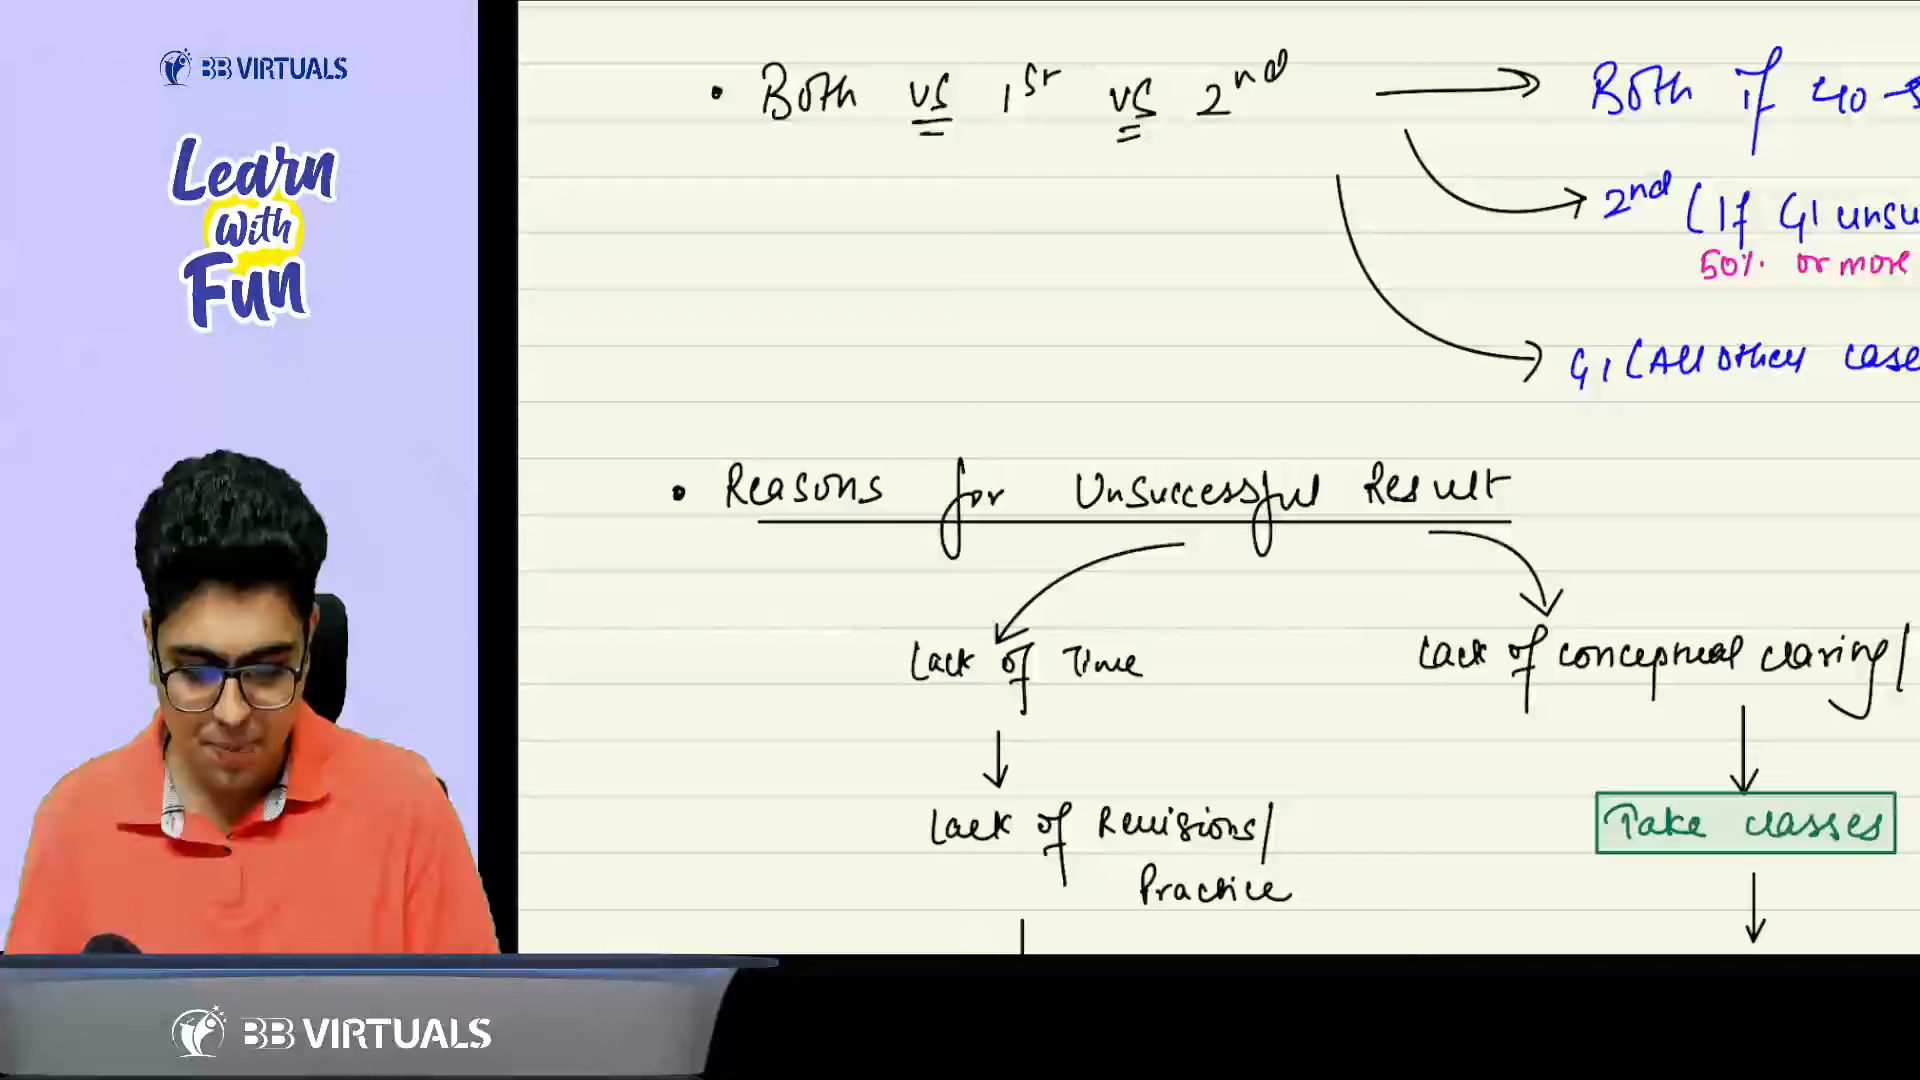 BB VIRTUALS
Learn
With
Fun
• Both vs 1st vs 2nd → Both if 40
2nd (If G1 unsu
50% or more
G1 (All other case
• Reasons for Unsuccessful Result
Lack of Time
Lack of conceptual claring/
Lack of Revisions/
Practice
Take classes
BB VIRTUALS